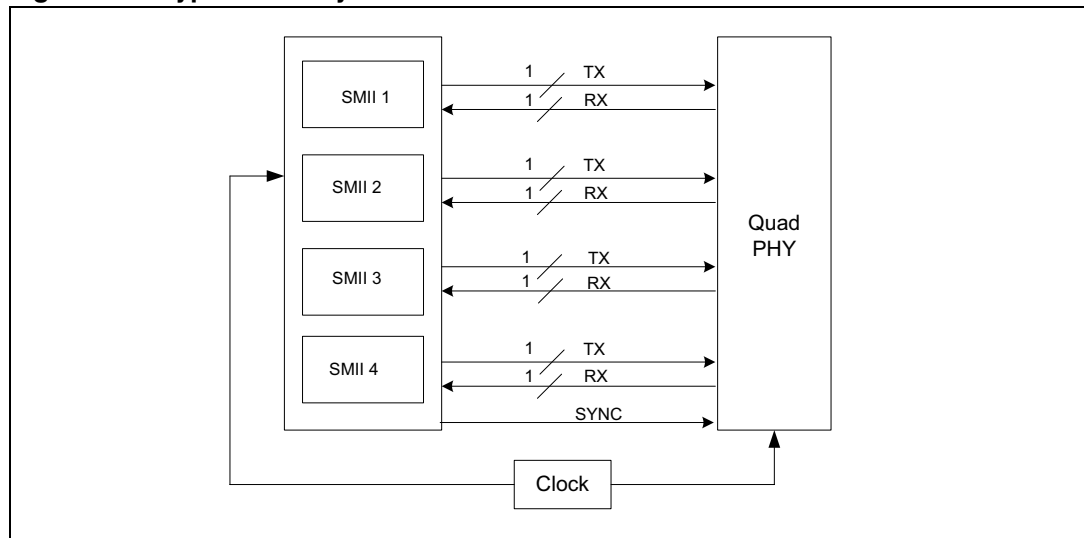 1 TX
SMII 1
1 RX
1 TX
SMII 2
1 RX
Quad
PHY
1 TX
SMII 3
1 RX
1 TX
SMII 4
1 RX
SYNC
Clock